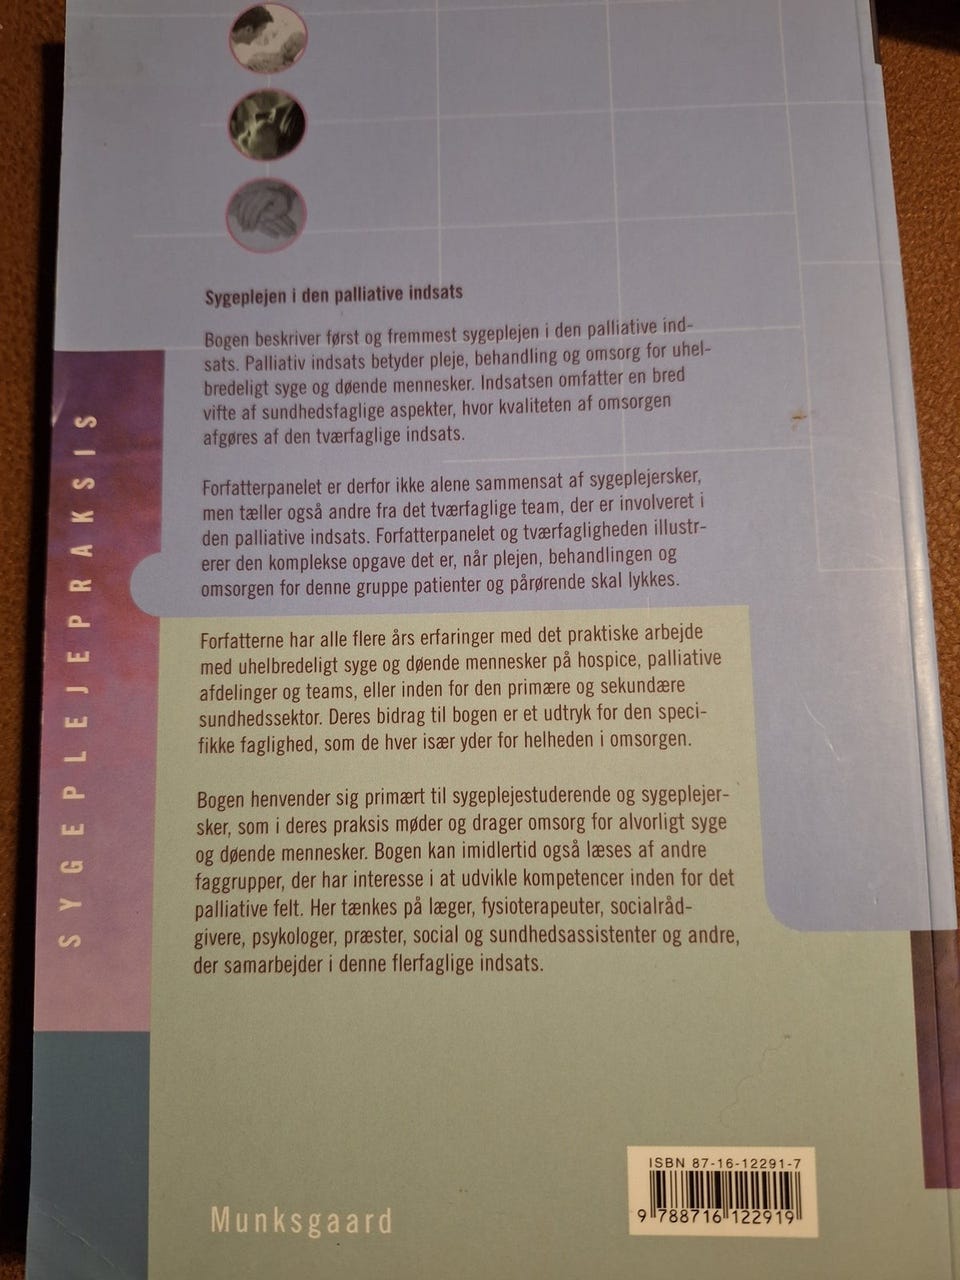 Sygeplejen i den palliative indsats
Bogen beskriver først og fremmest sygeplejen i den palliative ind-
sats. Palliativ indsats betyder pleje, behandling og omsorg for uhel-
bredeligt syge og døende mennesker. Indsatsen omfatter en bred
vifte af sundhedsfaglige aspekter, hvor kvaliteten af omsorgen
afgøres af den tværfaglige indsats.
Forfatterpanelet er derfor ikke alene sammensat af sygeplejersker,
men tæller også andre fra det tværfaglige team, der er involveret i
den palliative indsats. Forfatterpanelet og tværfagligheden illustr-
erer den komplekse opgave det er, når plejen, behandlingen og
omsorgen for denne gruppe patienter og pårørende skal lykkes.
Forfatterne har alle flere års erfaringer med det praktiske arbejde
med uhelbredeligt syge og døende mennesker på hospice, palliative
afdelinger og teams, eller inden for den primære og sekundære
sundhedssektor. Deres bidrag til bogen er et udtryk for den speci-
fikke faglighed, som de hver især yder for helheden i omsorgen.
Bogen henvender sig primært til sygeplejestuderende og sygeplejer-
sker, som i deres praksis møder og drager omsorg for alvorligt syge
og døende mennesker. Bogen kan imidlertid også læses af andre
faggrupper, der har interesse i at udvikle kompetencer inden for det
palliative felt. Her tænkes på læger, fysioterapeuter, socialråd-
givere, psykologer, præster, social og sundhedsassistenter og andre,
der samarbejder i denne flerfaglige indsats.
SYGEPLEJEPRAKSIS
Munksgaard
ISBN 87-16-12291-7
9 788716 122919